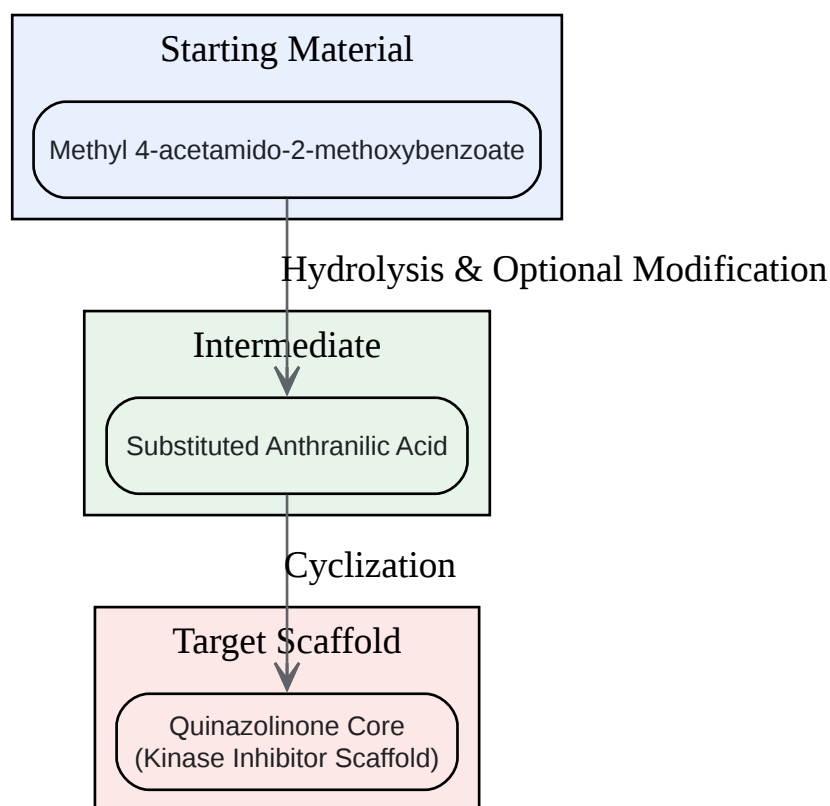 Starting Material
Methyl 4-acetamido-2-methoxybenzoate
Hydrolysis & Optional Modification
Intermediate
Substituted Anthranilic Acid
Cyclization
Target Scaffold
Quinazolinone Core
(Kinase Inhibitor Scaffold)